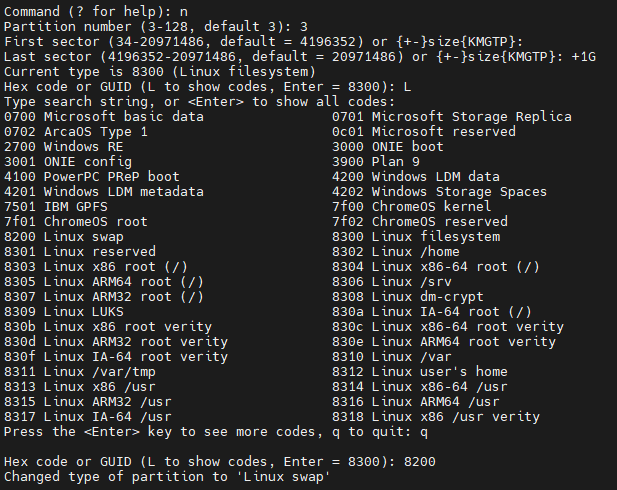 Command (? for help): n
Partition number (3-128, default 3): 3
First sector (34-20971486, default = 4196352) or {+-}size{KMGTP}:
Last sector (4196352-20971486, default = 20971486) or {+-}size{KMGTP}: +1G
Current type is 8300 (Linux filesystem)
Hex code or GUID (L to show codes, Enter = 8300): L
Type search string, or <Enter> to show all codes:
0700 Microsoft basic data 0701 Microsoft Storage Replica
0702 ArcaOS Type 1 0c01 Microsoft reserved
2700 Windows RE 3000 ONIE boot
3001 ONIE config 3900 Plan 9
4100 PowerPC PReP boot 4200 Windows LDM data
4201 Windows LDM metadata 4202 Windows Storage Spaces
7501 IBM GPFS 7f00 ChromeOS kernel
7f01 ChromeOS root 7f02 ChromeOS reserved
8200 Linux swap 8300 Linux filesystem
8301 Linux reserved 8302 Linux /home
8303 Linux x86 root (/) 8304 Linux x86-64 root (/)
8305 Linux ARM64 root (/) 8306 Linux /srv
8307 Linux ARM32 root (/) 8308 Linux dm-crypt
8309 Linux LUKS 830a Linux IA-64 root (/)
830b Linux x86 root verity 830c Linux x86-64 root verity
830d Linux ARM32 root verity 830e Linux ARM64 root verity
830f Linux IA-64 root verity 8310 Linux /var
8311 Linux /var/tmp 8312 Linux user's home
8313 Linux x86 /usr 8314 Linux x86-64 /usr
8315 Linux ARM32 /usr 8316 Linux ARM64 /usr
8317 Linux IA-64 /usr 8318 Linux x86 /usr verity
Press the <Enter> key to see more codes, q to quit: q
Hex code or GUID (L to show codes, Enter = 8300): 8200
Changed type of partition to 'Linux swap'